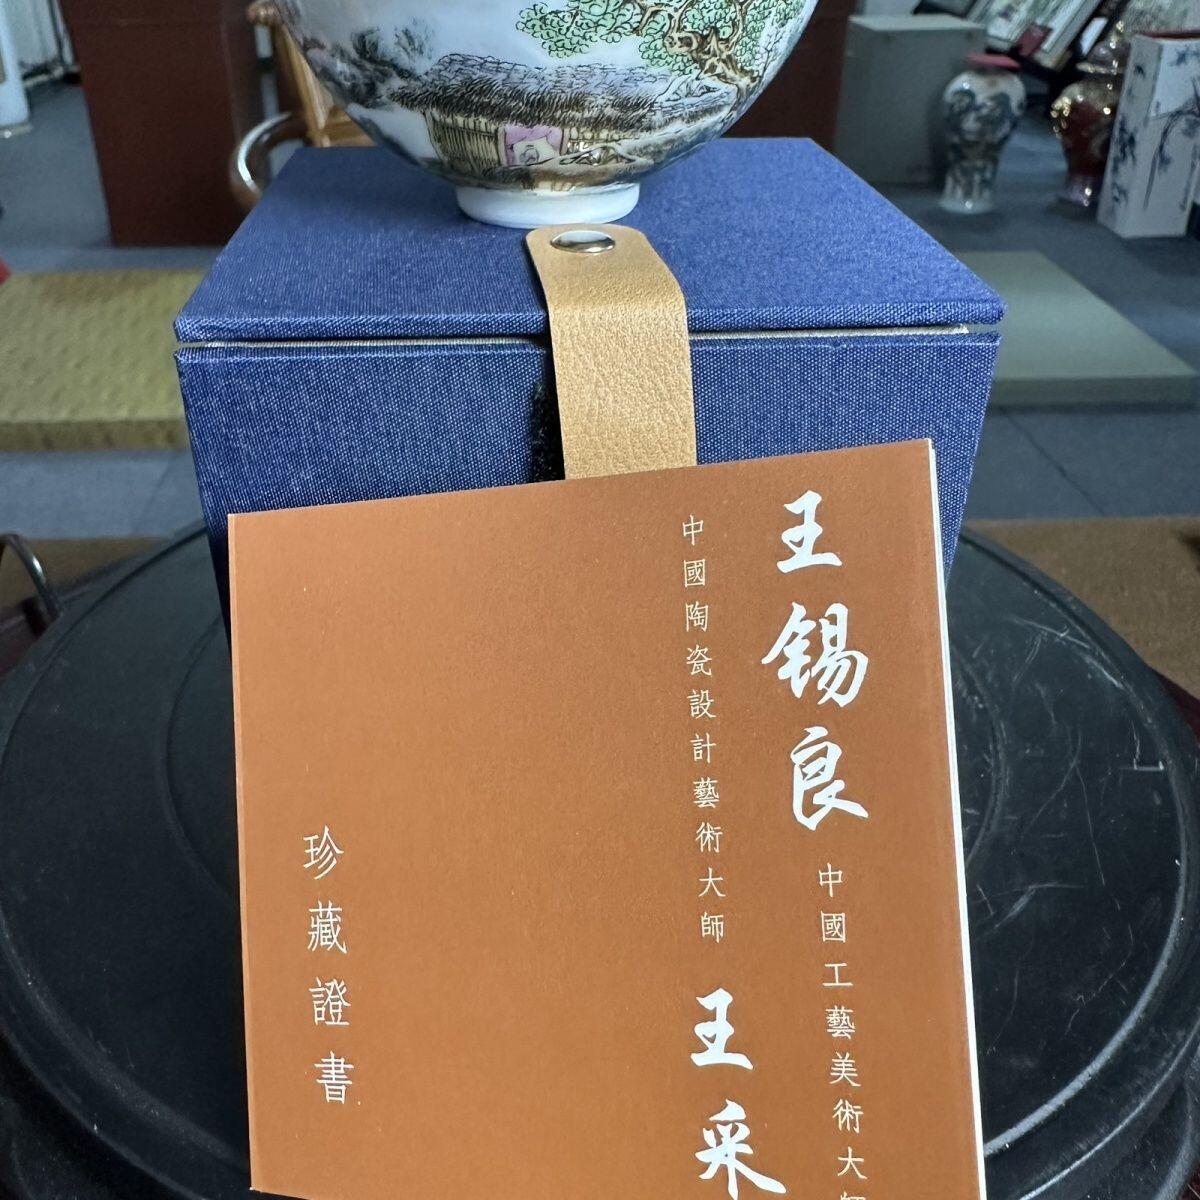 王锡良
中國工藝美術大師
中國陶瓷設計藝術大師
王采
珍藏證書